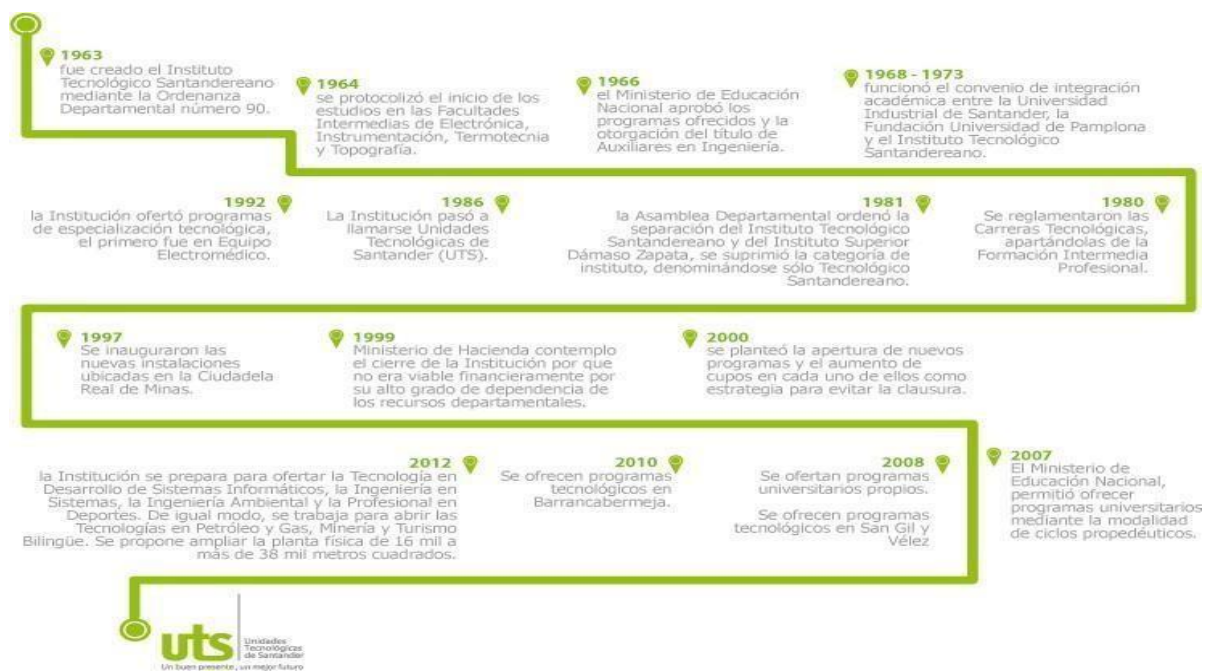 1963
fue creado el Instituto
Tecnológico Santandereano
mediante la Ordenanza
Departamental número 90.
1964
se protocolizó el inicio de los
estudios en las Facultades
Intermedias de Electrónica,
Instrumentación, Termotecnia
y Topografía.
1966
el Ministerio de Educación
Nacional aprobó los
programas ofrecidos y la
otorgación del título de
Auxiliares en Ingeniería.
1968 - 1973
funcionó el convenio de integración
académica entre la Universidad
Industrial de Santander, la
Fundación Universidad de Pamplona
y el Instituto Tecnológico
Santandereano.
1980
Se reglamentaron las
Carreras Tecnológicas,
apartándolas de la
Formación Intermedia
Profesional.
1981
la Asamblea Departamental ordenó la
separación del Instituto Tecnológico
Santandereano y del Instituto Superior
Dámaso Zapata, se suprimió la categoría de
instituto, denominándose sólo Tecnológico
Santandereano.
1986
La Institución pasó a
llamarse Unidades
Tecnológicas de
Santander (UTS).
1992
la Institución ofertó programas
de especialización tecnológica,
el primero fue en Equipo
Electromédico.
1997
Se inauguraron las
nuevas instalaciones
ubicadas en la Ciudadela
Real de Minas.
1999
Ministerio de Hacienda contemplo
el cierre de la Institución por que
no era viable financieramente por
su alto grado de dependencia de
los recursos departamentales.
2000
se planteó la apertura de nuevos
programas y el aumento de
cupos en cada uno de ellos como
estrategia para evitar la clausura.
2007
El Ministerio de
Educación Nacional,
permitió ofrecer
programas universitarios
mediante la modalidad
de ciclos propedéuticos.
2008
Se ofertan programas
universitarios propios.
Se ofrecen programas
tecnológicos en San Gil y
Vélez
2010
Se ofrecen programas
tecnológicos en
Barrancabermeja.
2012
la Institución se prepara para ofertar la Tecnología en
Desarrollo de Sistemas Informáticos, la Ingeniería en
Sistemas, la Ingeniería Ambiental y la Profesional en
Deportes. De igual modo, se trabaja para abrir las
Tecnologías en Petróleo y Gas, Minería y Turismo
Bilingüe. Se propone ampliar la planta física de 16 mil a
más de 38 mil metros cuadrados.
uts
Unidades
Tecnológicas
de Santander
Un buen presente, un mejor futuro